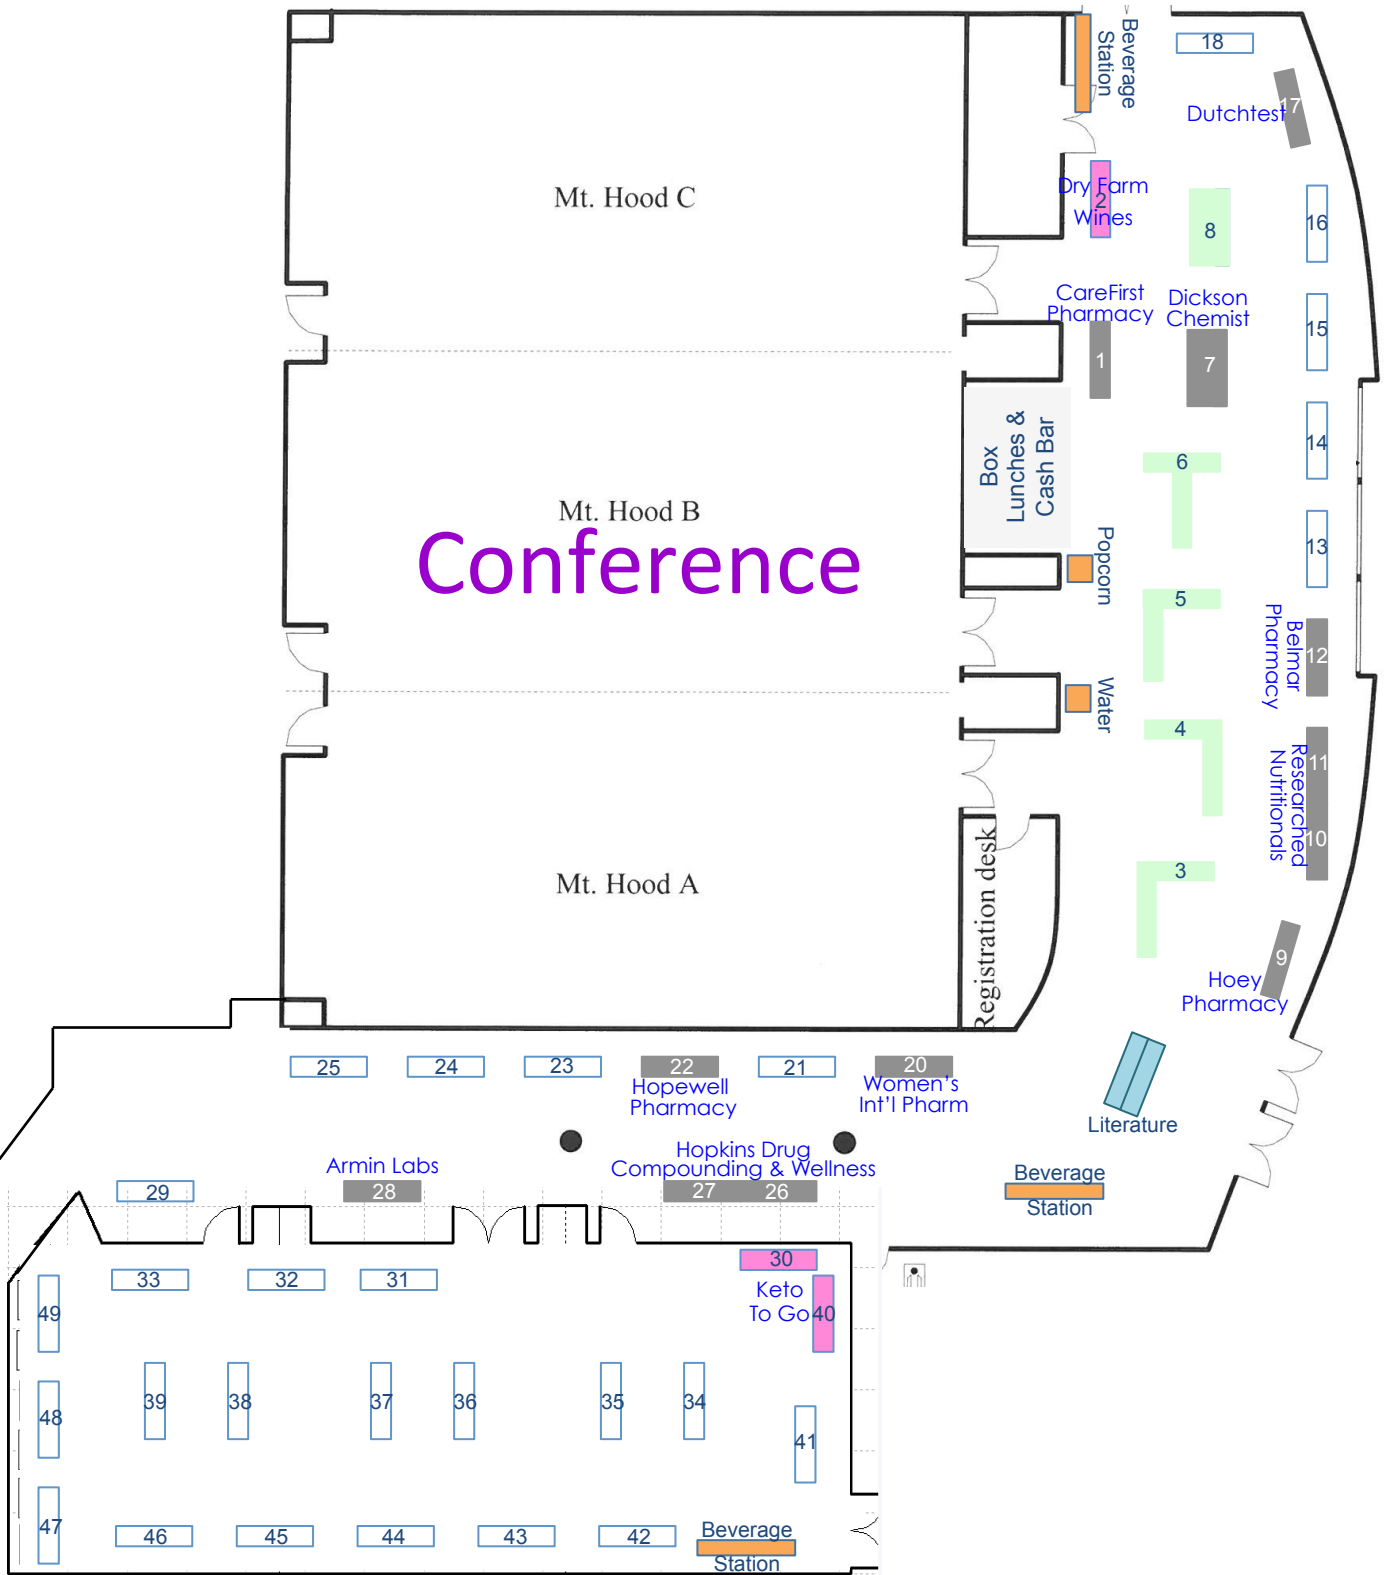 Beverage
Station
18
17
Dutchtest
Mt. Hood C
Dry Farm
2
Wines
8
16
CareFirst
Pharmacy
Dickson
Chemist
15
1
7
Box
Lunches &
Cash Bar
14
6
Mt. Hood B
Conference
Popcorn
13
5
Belmar
Pharmacy
12
Water
4
Researched
Nutritionals
11
10
Mt. Hood A
Registration desk
3
9
Hoey
Pharmacy
25
24
23
22
21
20
Hopewell
Pharmacy
Women's
Int'l Pharm
Literature
Hopkins Drug
Compounding & Wellness
Armin Labs
29
28
27
26
Beverage
Station
33
32
31
30
Keto
To Go
40
49
39
38
37
36
35
34
48
41
47
46
45
44
43
42
Beverage
Station